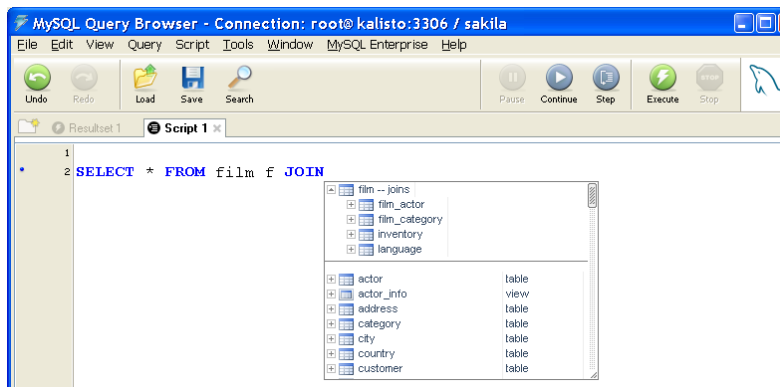 MySQL Query Browser - Connection: root@kalisto:3306 / sakila
File Edit View Query Script Tools Window MySQL Enterprise Help
Undo Redo Load Save Search Pause Continue Step Execute Stop
Resultset 1 Script 1
1
2 SELECT * FROM film f JOIN
film -- joins
film_actor
film_category
inventory
language
actor table
actor_info view
address table
category table
city table
country table
customer table